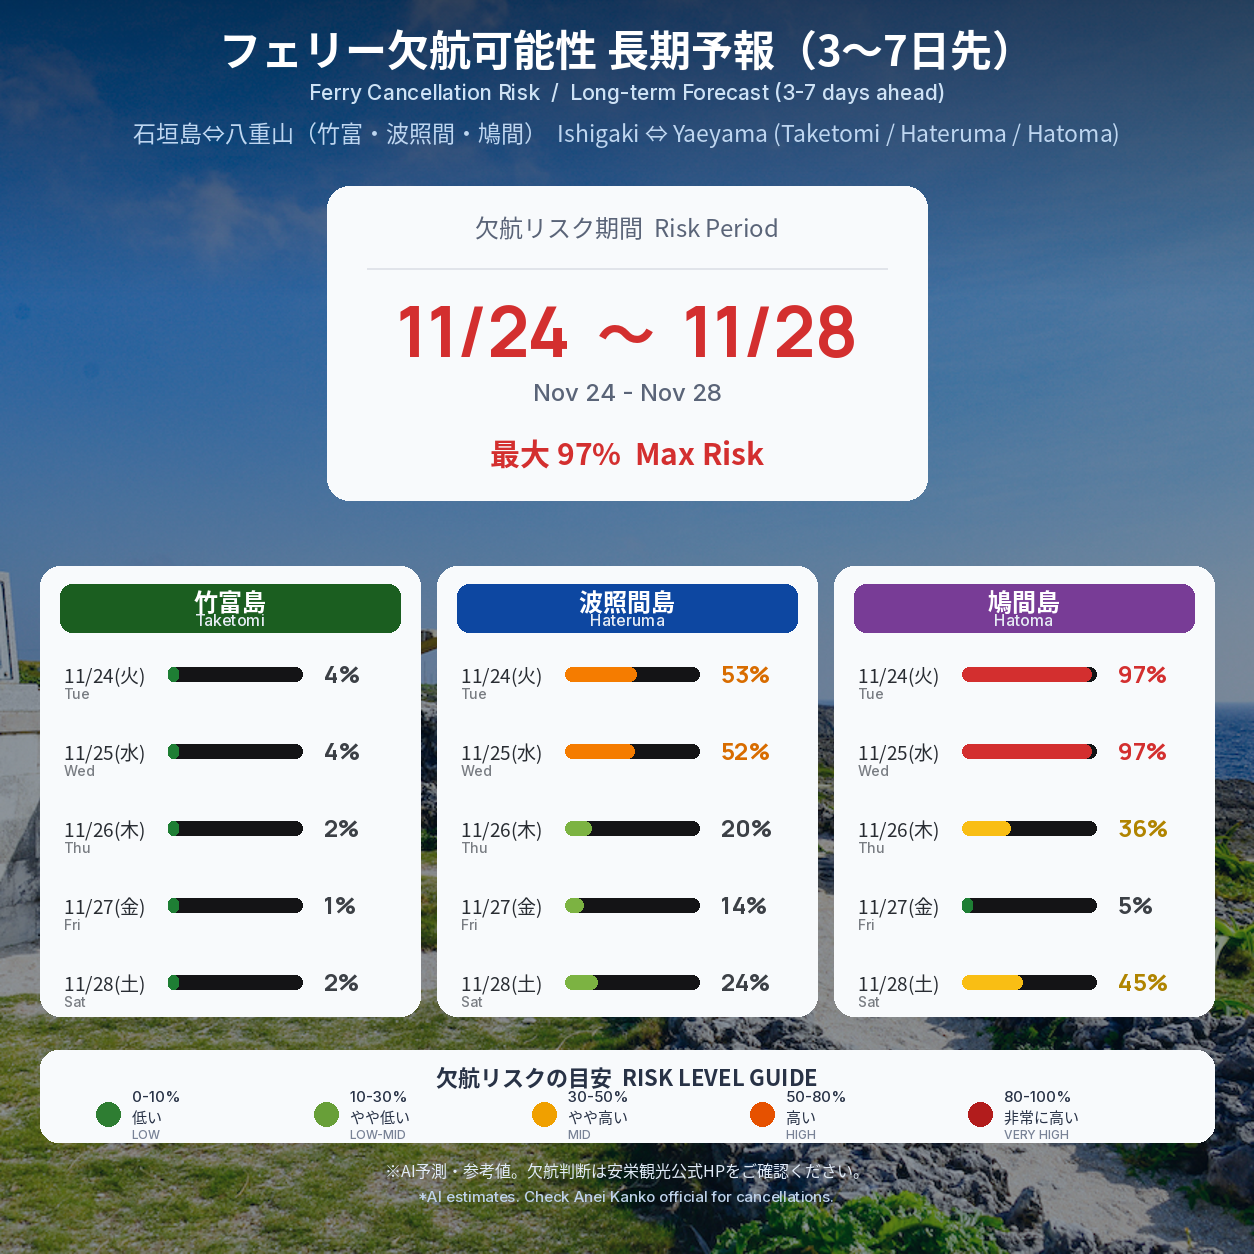 フェリー欠航可能性 長期予報（3〜7日先）
Ferry Cancellation Risk / Long-term Forecast (3-7 days ahead)
石垣島⇔八重山（竹富・波照間・鳩間） Ishigaki ⇔ Yaeyama (Taketomi / Hateruma / Hatoma)
欠航リスク期間 Risk Period
11/24 〜 11/28
Nov 24 - Nov 28
最大 97% Max Risk
竹富島
Taketomi
11/24(火) 4%
Tue
11/25(水) 4%
Wed
11/26(木) 2%
Thu
11/27(金) 1%
Fri
11/28(土) 2%
Sat
波照間島
Hateruma
11/24(火) 53%
Tue
11/25(水) 52%
Wed
11/26(木) 20%
Thu
11/27(金) 14%
Fri
11/28(土) 24%
Sat
鳩間島
Hatoma
11/24(火) 97%
Tue
11/25(水) 97%
Wed
11/26(木) 36%
Thu
11/27(金) 5%
Fri
11/28(土) 45%
Sat
欠航リスクの目安 RISK LEVEL GUIDE
0-10%
低い
LOW
10-30%
やや低い
LOW-MID
30-50%
やや高い
MID
50-80%
高い
HIGH
80-100%
非常に高い
VERY HIGH
※AI予測・参考値。欠航判断は安栄観光公式HPをご確認ください。
*AI estimates. Check Anei Kanko official for cancellations.